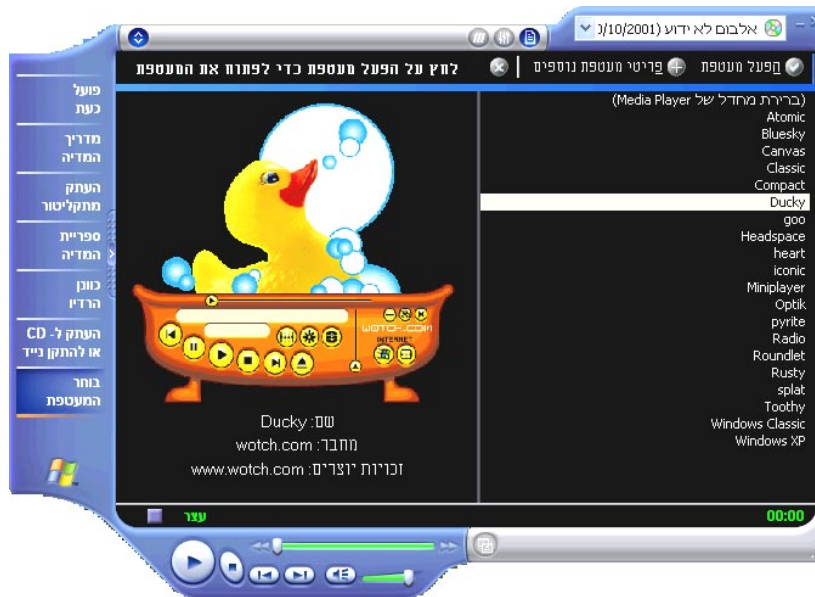 אלבום לא ידוע (10/2001/
הפעל מעטפת
פריטי מעטפת נוספים
לחץ על הפעל מעטפת כדי לפתוח את המעטפת
פועל
כעת
מדריך
המדיה
העתק
מתקליטור
ספריית
המדיה
כוונן
הרדיו
העתק ל- CD
או להתקן נייד
בוחר
המעטפת
(ברירת מחדל של Media Player)
Atomic
Bluesky
Canvas
Classic
Compact
Ducky
goo
Headspace
heart
iconic
Miniplayer
Optik
pyrite
Radio
Roundlet
Rusty
splat
Toothy
Windows Classic
Windows XP
WOTCH.COM
INTERNET
שם: Ducky
מחבר: wotch.com
זכויות יוצרים: www.wotch.com
עצר
00:00